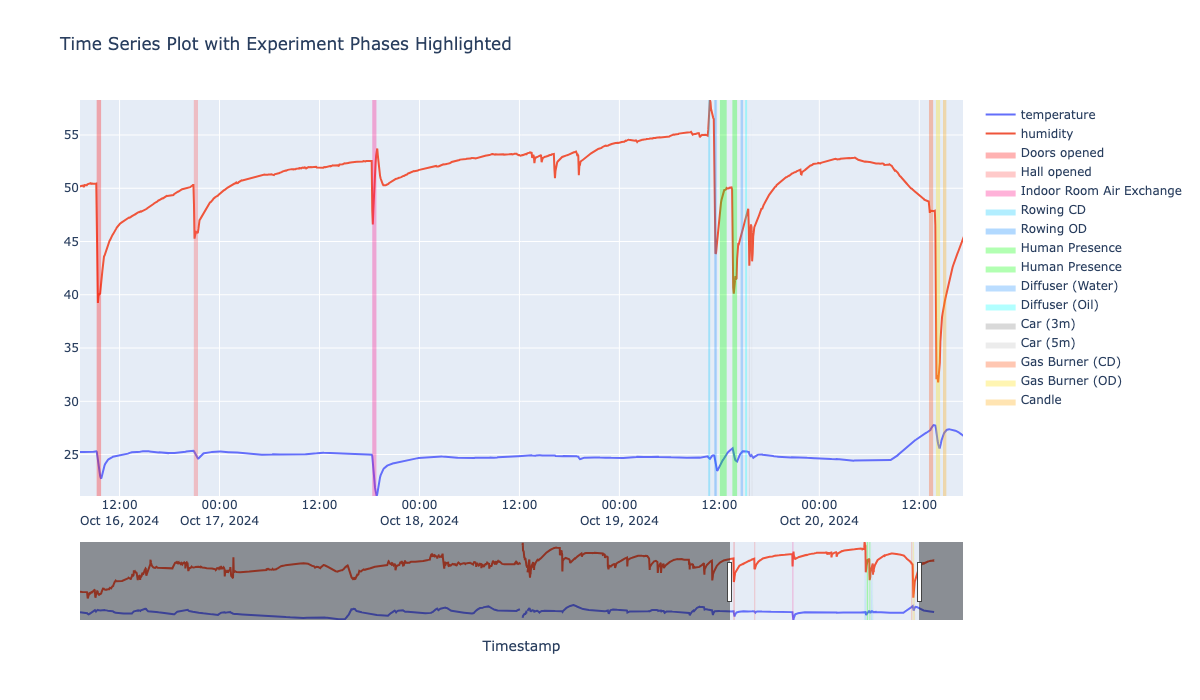 Time Series Plot with Experiment Phases Highlighted
55
50
45
40
35
30
25
12:00
Oct 16, 2024
00:00
Oct 17, 2024
12:00
00:00
Oct 18, 2024
12:00
00:00
Oct 19, 2024
12:00
00:00
Oct 20, 2024
12:00
temperature
humidity
Doors opened
Hall opened
Indoor Room Air Exchange
Rowing CD
Rowing OD
Human Presence
Human Presence
Diffuser (Water)
Diffuser (Oil)
Car (3m)
Car (5m)
Gas Burner (CD)
Gas Burner (OD)
Candle
Timestamp